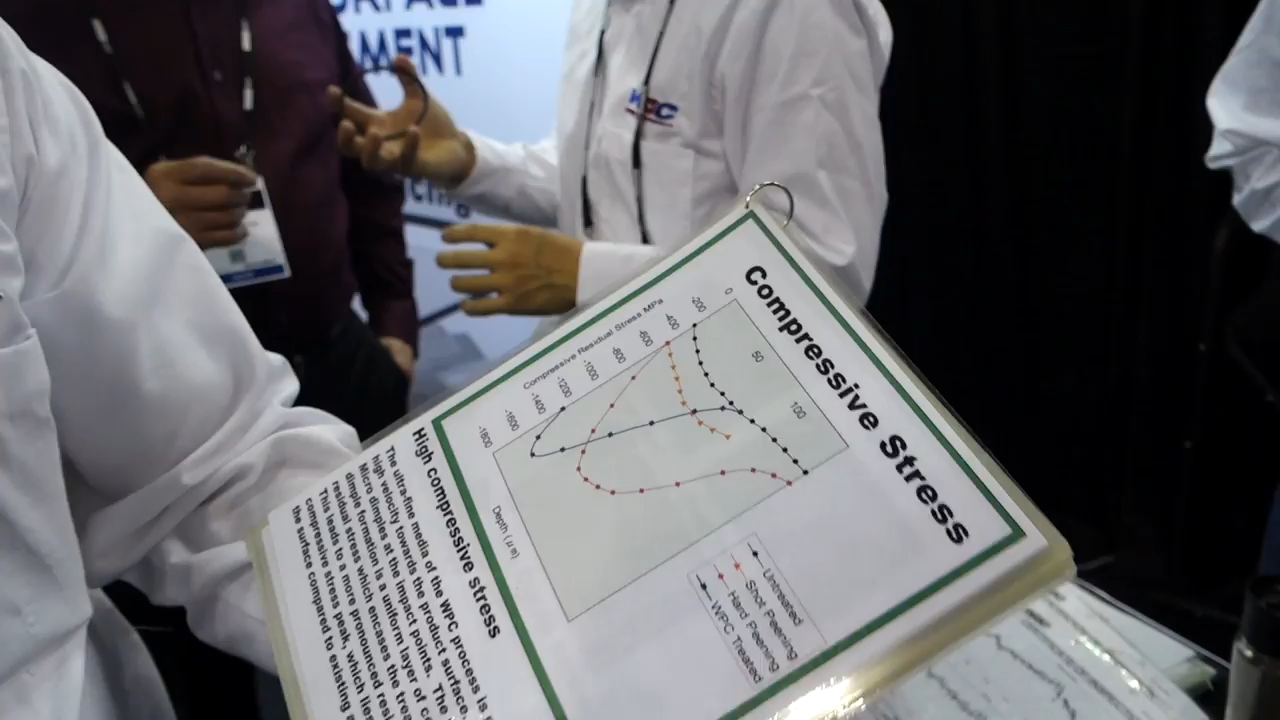 Compressive Stress
0
50
100
0
-200
-400
-600
-800
-1000
-1200
-1400
-1600
-1800
Compressive Residual Stress MPa
Depth (μm)
Untreated
Shot Peening
Hard Peening
WPC Treated
High compressive stress
The ultra-fine media of the WPC process is
high velocity towards the product surface,
Micro dimples at the impact points. The
dimple formation is a uniform layer of
residual stress which encases the
This leads to a more pronounced
compressive stress peak, which
the surface compared to existing